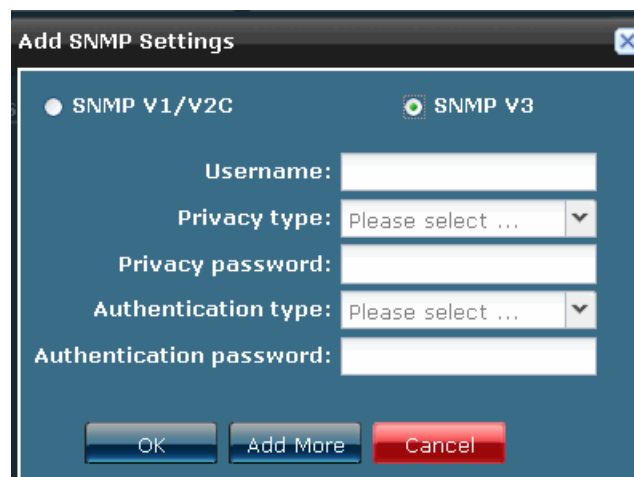 Add SNMP Settings
SNMP V1/V2C SNMP V3
Username:
Privacy type: Please select ...
Privacy password:
Authentication type: Please select ...
Authentication password:
OK Add More Cancel